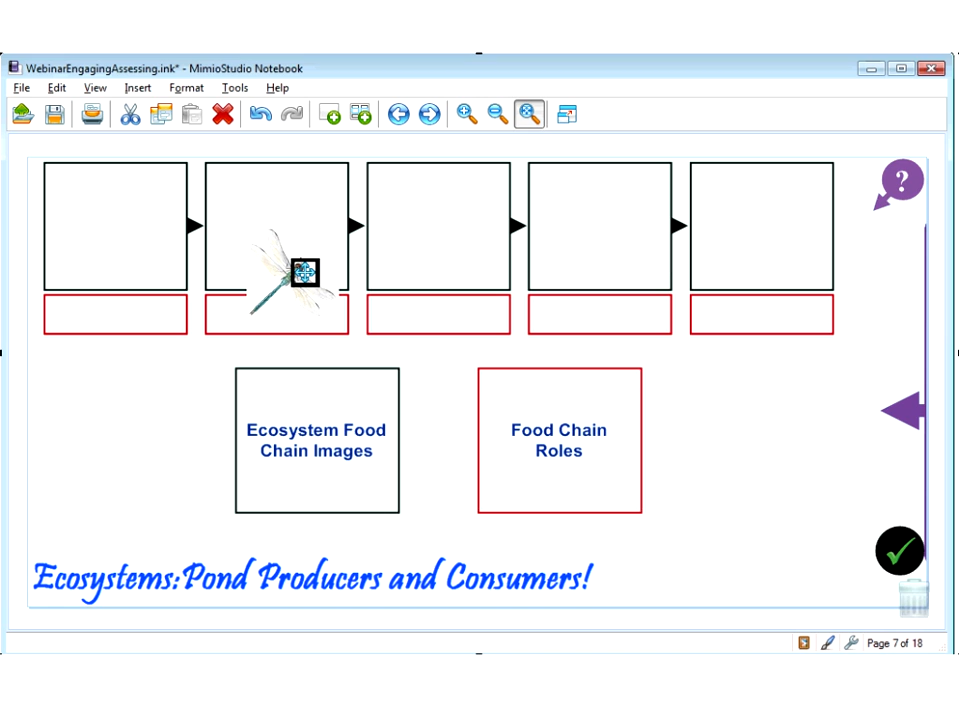 WebinarEngagingAssessing.ink* - MimioStudio Notebook
File Edit View Insert Format Tools Help
?
Ecosystem Food
Chain Images
Food Chain
Roles
Ecosystems: Pond Producers and Consumers!
Page 7 of 18